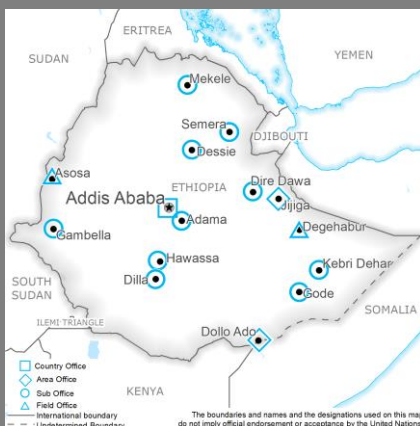 ERITREA
SUDAN
YEMEN
Mekele
Semera
DJIBOUTI
Dessie
Asosa
ETHIOPIA
Dire Dawa
Addis Ababa
Jijiga
Adama
Degehabur
Gambella
Hawassa
Kebri Dehar
Dilla
SOUTH
SUDAN
Gode
SOMALIA
ILEMI TRIANGLE
Dollo Ado
Country Office
Area Office
Sub Office
KENYA
Field Office
International boundary
Undetermined Boundary
The boundaries and names and the designations used on this map
do not imply official endorsement or acceptance by the United Nation